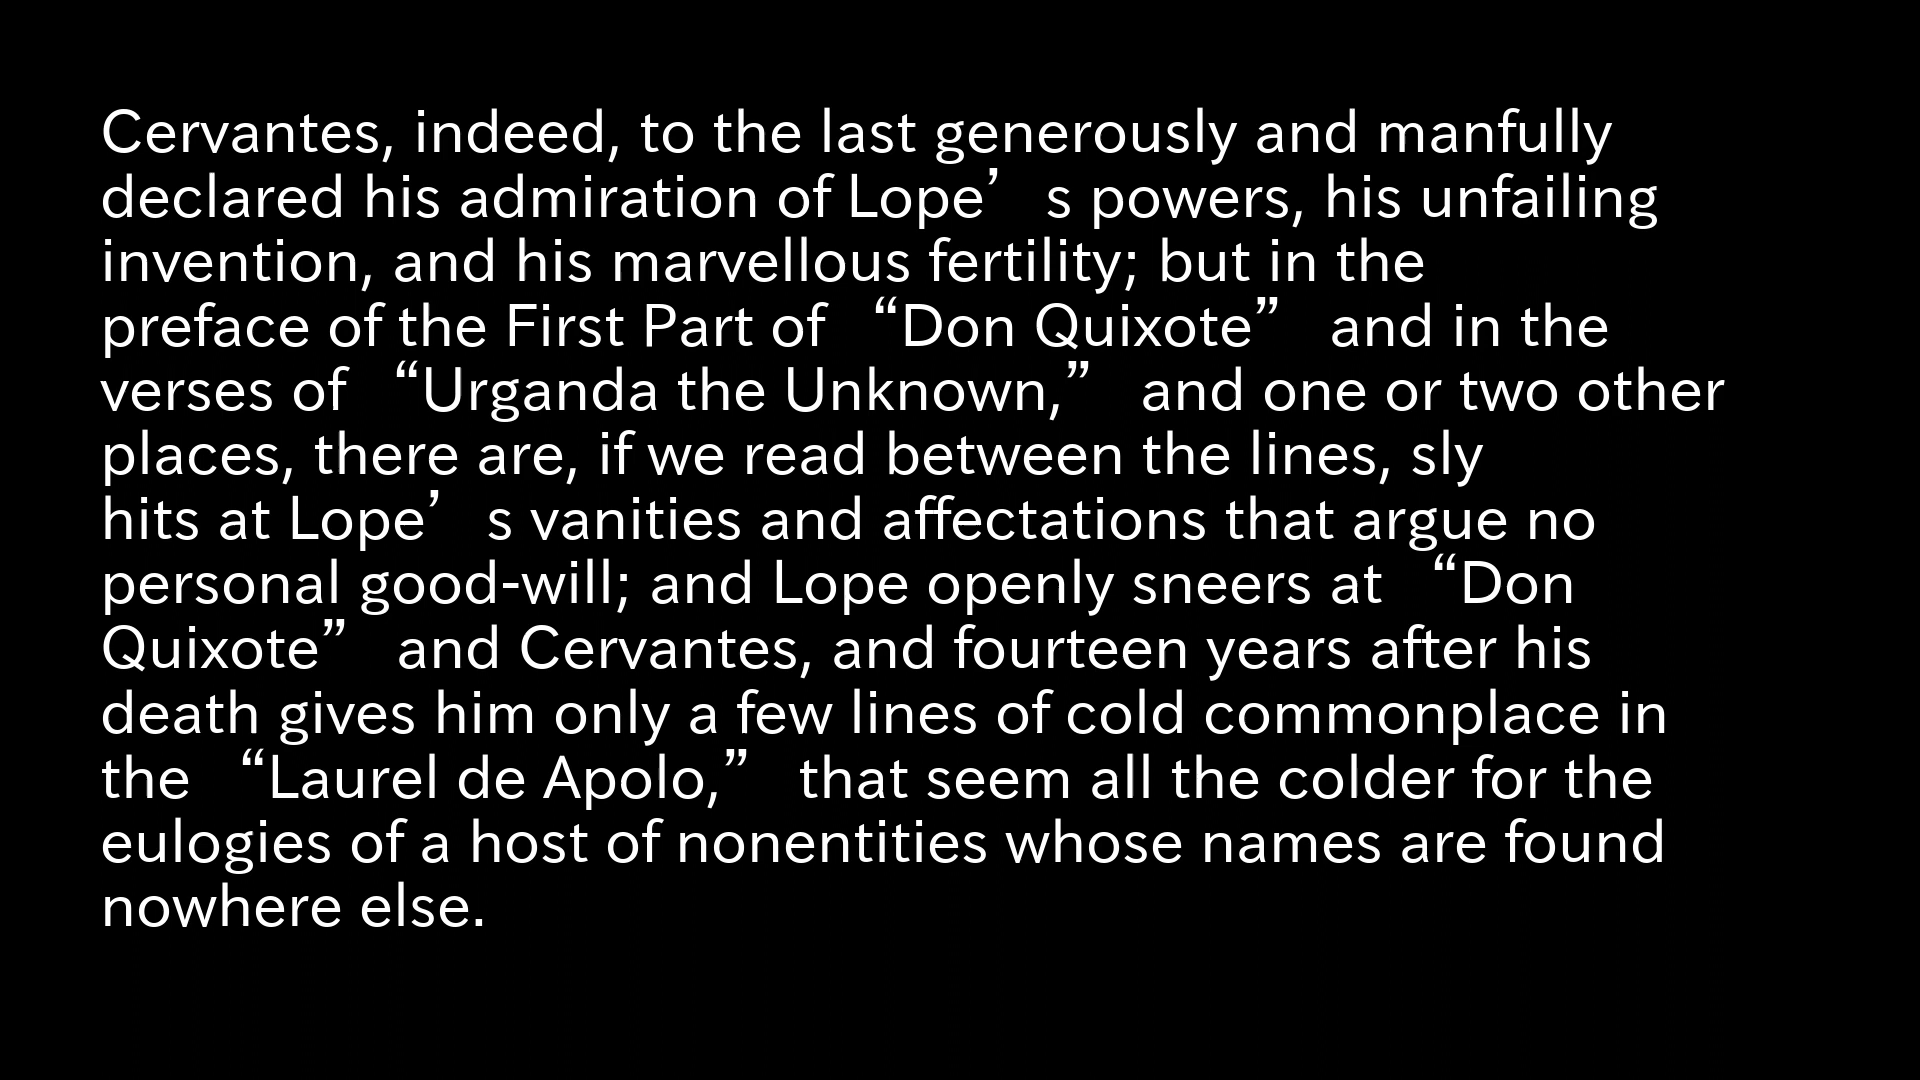 Cervantes, indeed, to the last generously and manfully
declared his admiration of Lope’s powers, his unfailing
invention, and his marvellous fertility; but in the
preface of the First Part of “Don Quixote” and in the
verses of “Urganda the Unknown,” and one or two other
places, there are, if we read between the lines, sly
hits at Lope’s vanities and affectations that argue no
personal good-will; and Lope openly sneers at “Don
Quixote” and Cervantes, and fourteen years after his
death gives him only a few lines of cold commonplace in
the “Laurel de Apolo,” that seem all the colder for the
eulogies of a host of nonentities whose names are found
nowhere else.